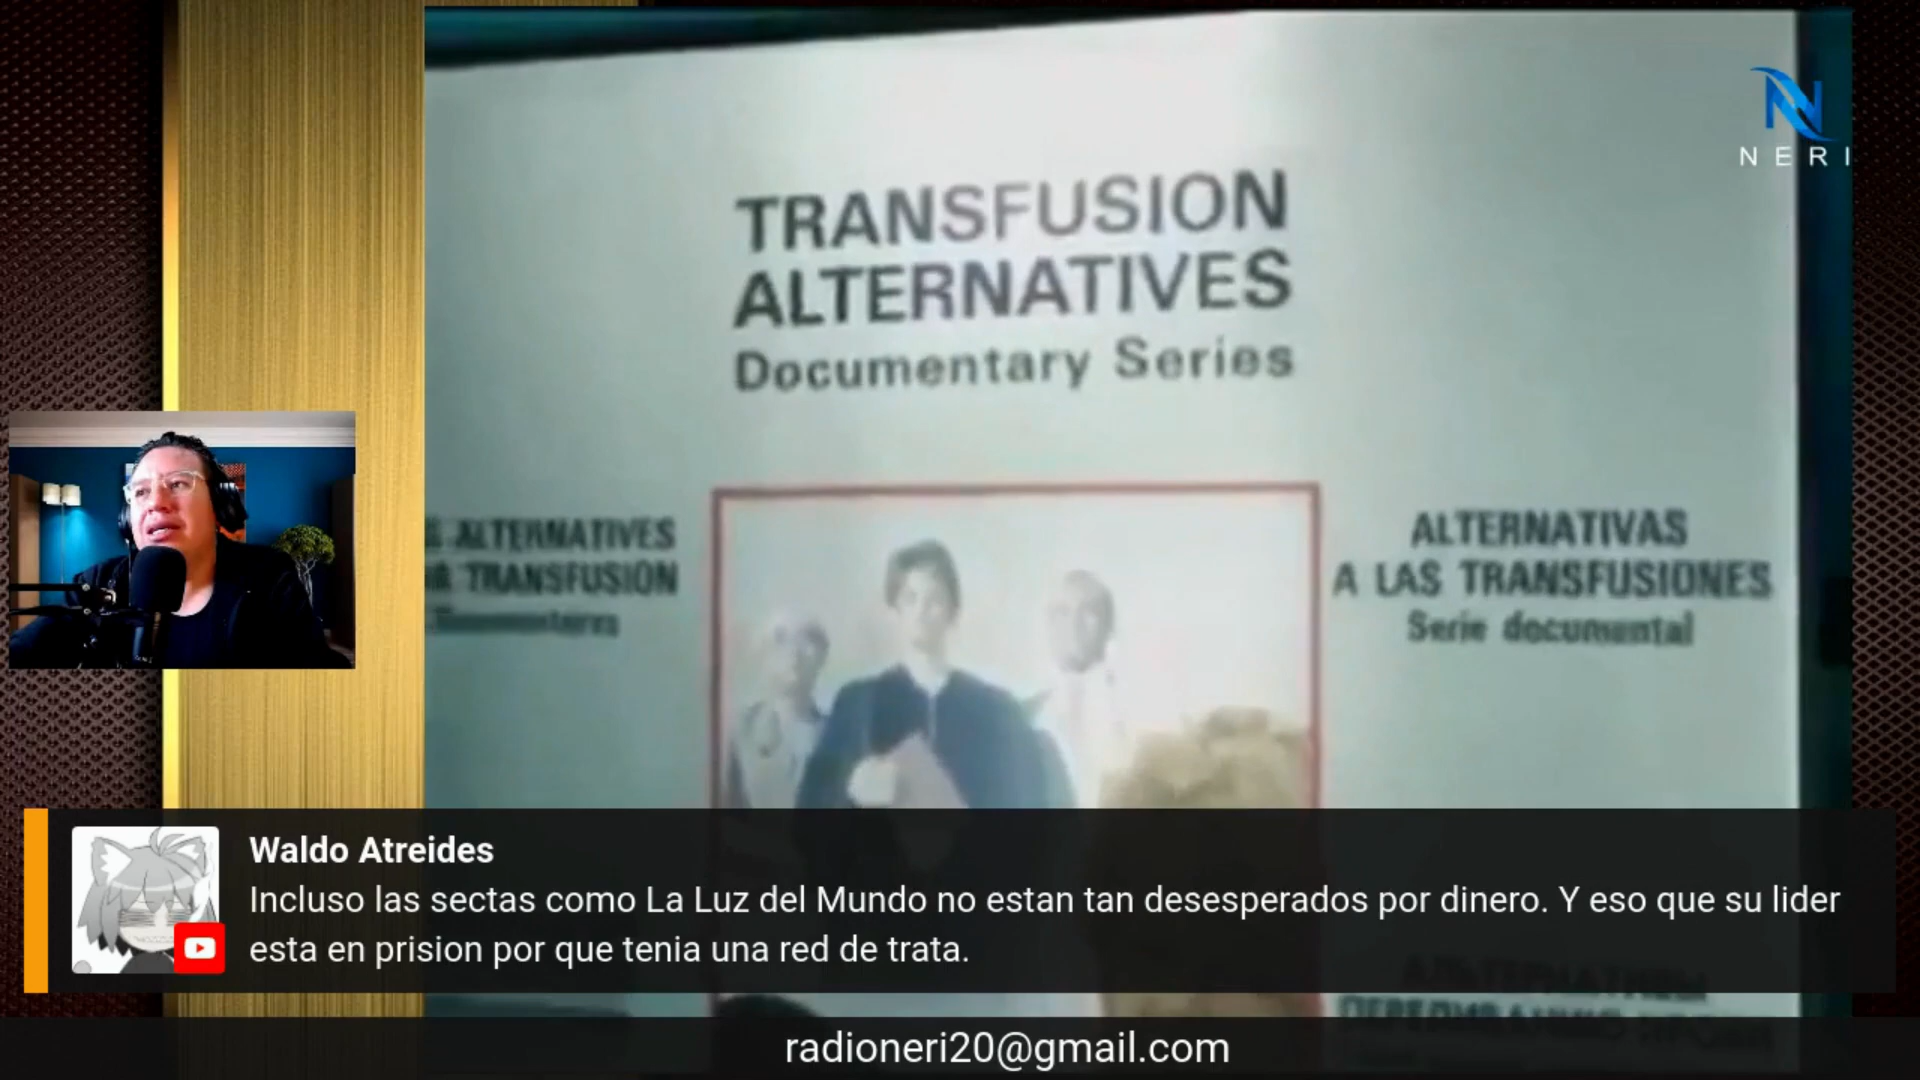 NERI
TRANSFUSION
ALTERNATIVES
Documentary Series
ALTERNATIVES
TRANSFUSION
ALTERNATIVAS
A LAS TRANSFUSIONES
Serie documental
Waldo Atreides
Incluso las sectas como La Luz del Mundo no estan tan desesperados por dinero. Y eso que su lider
esta en prision por que tenia una red de trata.
radioneri20@gmail.com